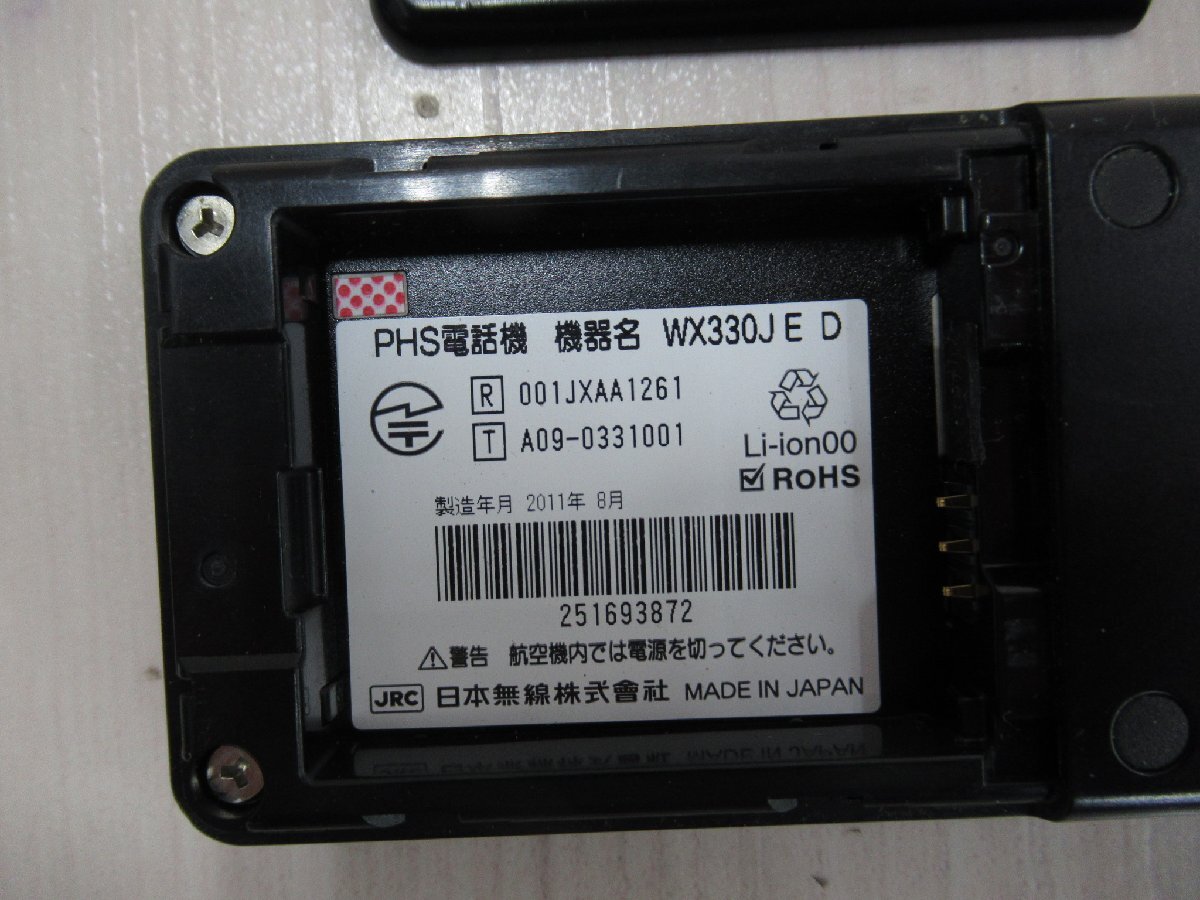 PHS電話機 機器名 WX330J E D
R 001JXAA1261
T A09-0331001
Li-ion00
RoHS
製造年月 2011年 8月
251693872
警告 航空機内では電源を切ってください。
JRC 日本無線株式會社 MADE IN JAPAN